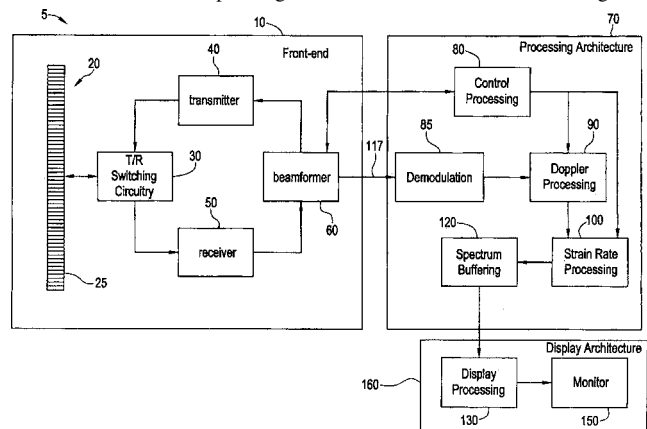 5
10
Front-end
20
40
transmitter
T/R
Switching
Circuitry
30
beamformer
60
50
receiver
25
117
70
Processing Architecture
80
Control
Processing
85
Demodulation
90
Doppler
Processing
120
Spectrum
Buffering
100
Strain Rate
Processing
Display Architecture
160
Display
Processing
130
Monitor
150